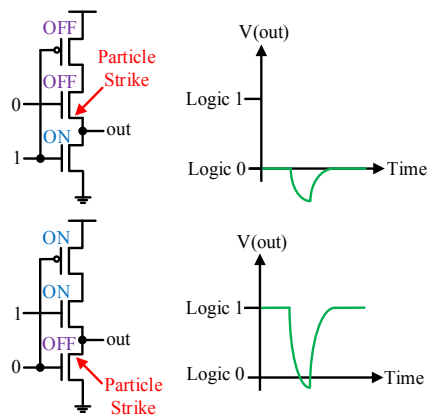 OFF
Particle
Strike
OFF
0
out
ON
1
V(out)
Logic 1
Logic 0
Time
ON
ON
1
out
OFF
0
Particle
Strike
V(out)
Logic 1
Logic 0
Time